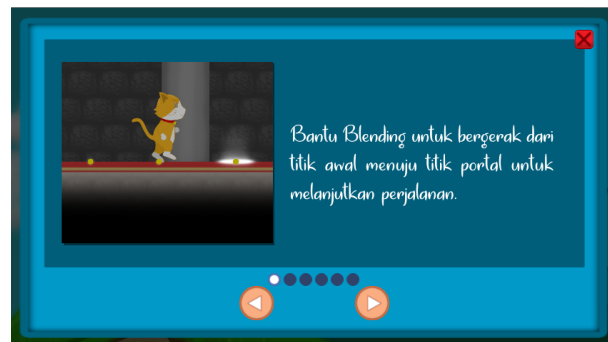 Bantu Blending untuk bergerak dari
titik awal menuju titik portal untuk
melanjutkan perjalanan.